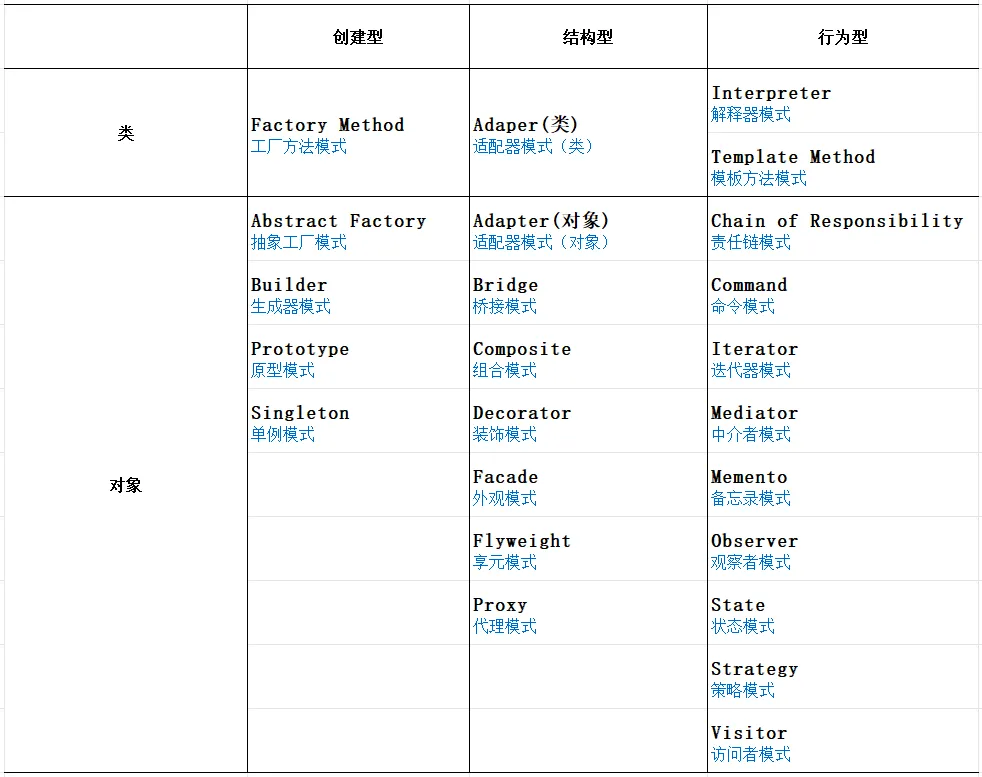 创建型
结构型
行为型
类
Factory Method
工厂方法模式
Adaper(类)
适配器模式（类）
Interpreter
解释器模式
Template Method
模板方法模式
对象
Abstract Factory
抽象工厂模式
Adapter(对象)
适配器模式（对象）
Chain of Responsibility
责任链模式
Builder
生成器模式
Bridge
桥接模式
Command
命令模式
Prototype
原型模式
Composite
组合模式
Iterator
迭代器模式
Singleton
单例模式
Decorator
装饰模式
Mediator
中介者模式
Facade
外观模式
Memento
备忘录模式
Flyweight
享元模式
Observer
观察者模式
Proxy
代理模式
State
状态模式
Strategy
策略模式
Visitor
访问者模式